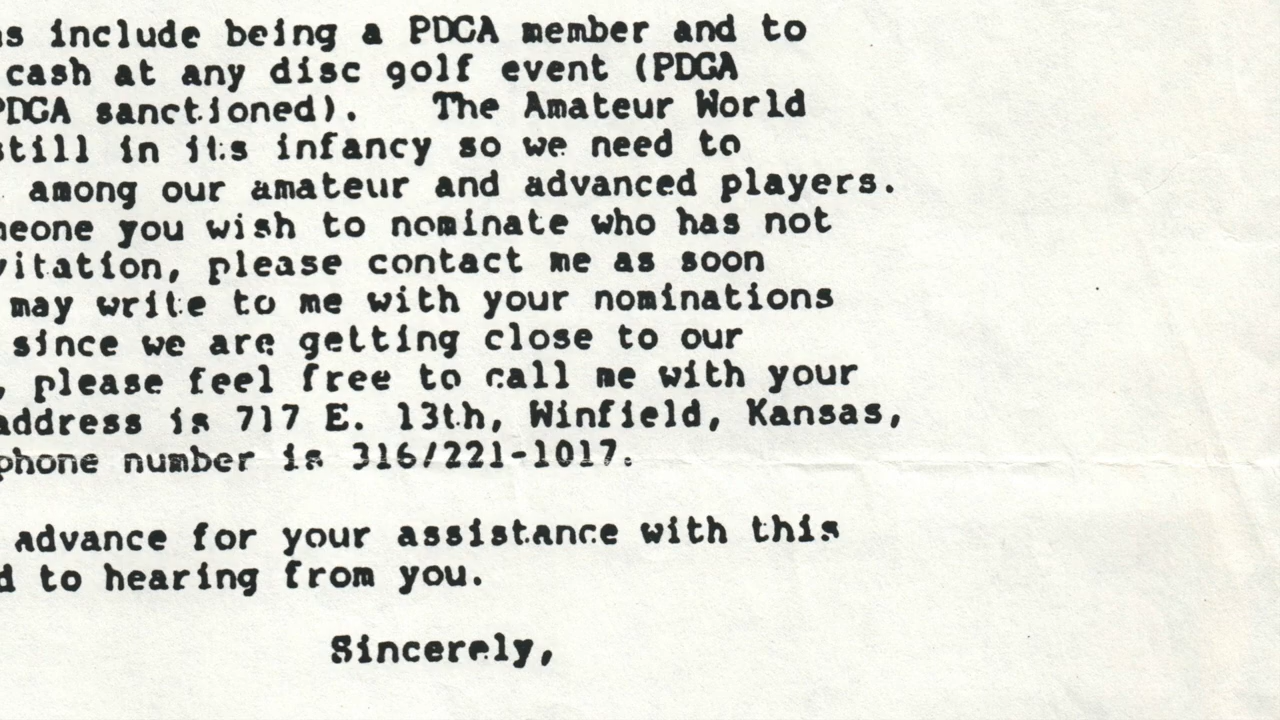 s include being a PDGA member and to
cash at any disc golf event (PDGA
PDGA sanctioned). The Amateur World
still in its infancy so we need to
among our amateur and advanced players.
meone you wish to nominate who has not
vitation, please contact me as soon
may write to me with your nominations
since we are getting close to our
, please feel free to call me with your
address is 717 E. 13th, Winfield, Kansas,
phone number is 316/221-1017.
advance for your assistance with this
d to hearing from you.
Sincerely,